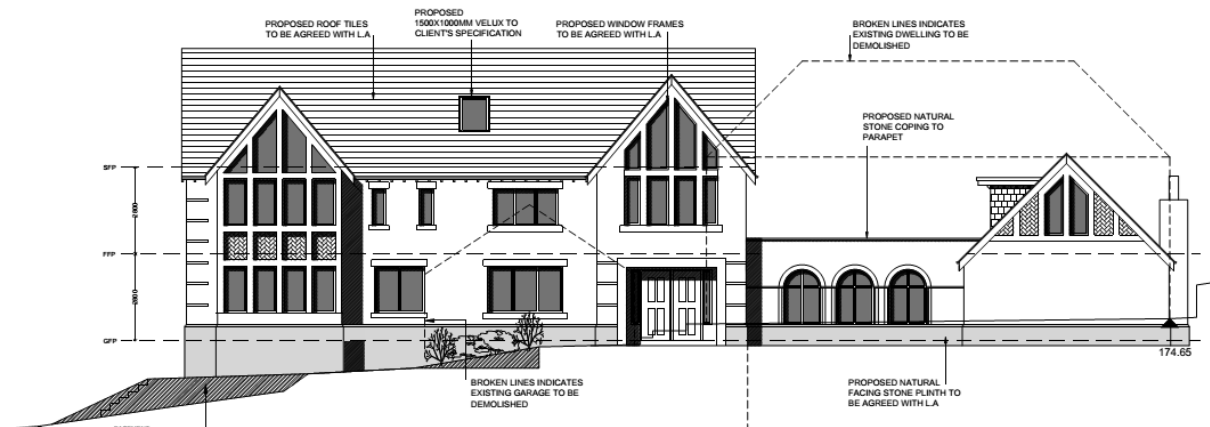 PROPOSED ROOF TILES
TO BE AGREED WITH L.A
PROPOSED
1500X1000MM VELUX TO
CLIENT'S SPECIFICATION
PROPOSED WINDOW FRAMES
TO BE AGREED WITH L.A
BROKEN LINES INDICATES
EXISTING DWELLING TO BE
DEMOLISHED
PROPOSED NATURAL
STONE COPING TO
PARAPET
SFP
2800
FFP
2800
GFP
174.65
BROKEN LINES INDICATES
EXISTING GARAGE TO BE
DEMOLISHED
PROPOSED NATURAL
FACING STONE PLINTH TO
BE AGREED WITH L.A